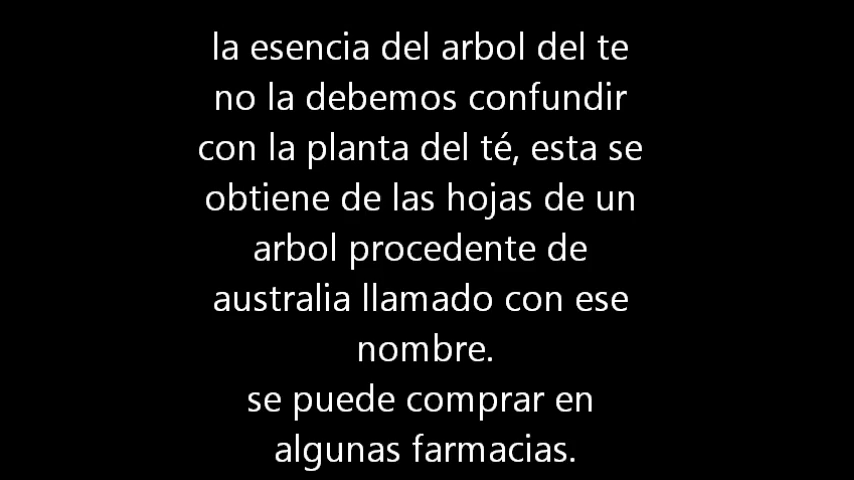 la esencia del arbol del te
no la debemos confundir
con la planta del té, esta se
obtiene de las hojas de un
arbol procedente de
australia llamado con ese
nombre.
se puede comprar en
algunas farmacias.